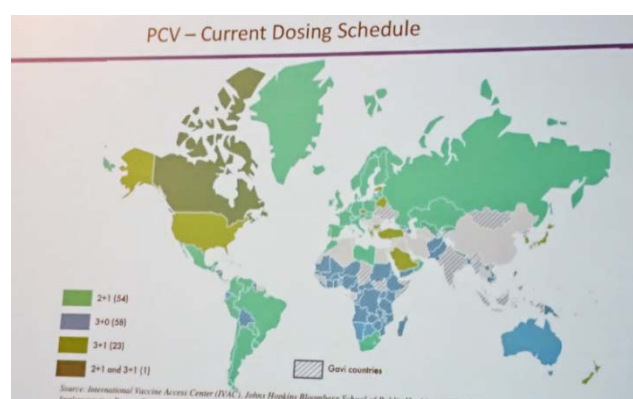 PCV – Current Dosing Schedule
2+1 (54)
3+0 (58)
3+1 (23)
2+1 and 3+1 (1)
Gavi countries
Source: International Vaccine Access Center (IVAC), Johns Hopkins Bloomberg School of